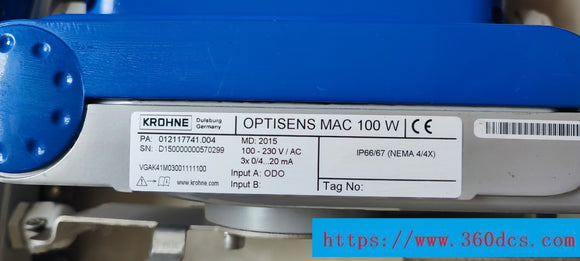 KROHNE Duisburg Germany
OPTISENS MAC 100 W CE
PA: 012117741.004
SN: D150000000570299
VGAK41M03001111100
www.krohne.com
MD: 2015
100 - 230 V / AC
3x 0/4...20 mA
Input A: ODO
Input B:
IP66/67 (NEMA 4/4X)
Tag No:
https://www.360dcs.com